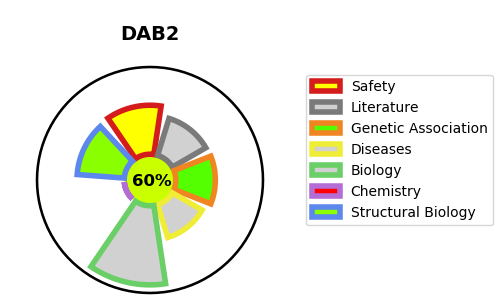 DAB2
60%
Safety
Literature
Genetic Association
Diseases
Biology
Chemistry
Structural Biology